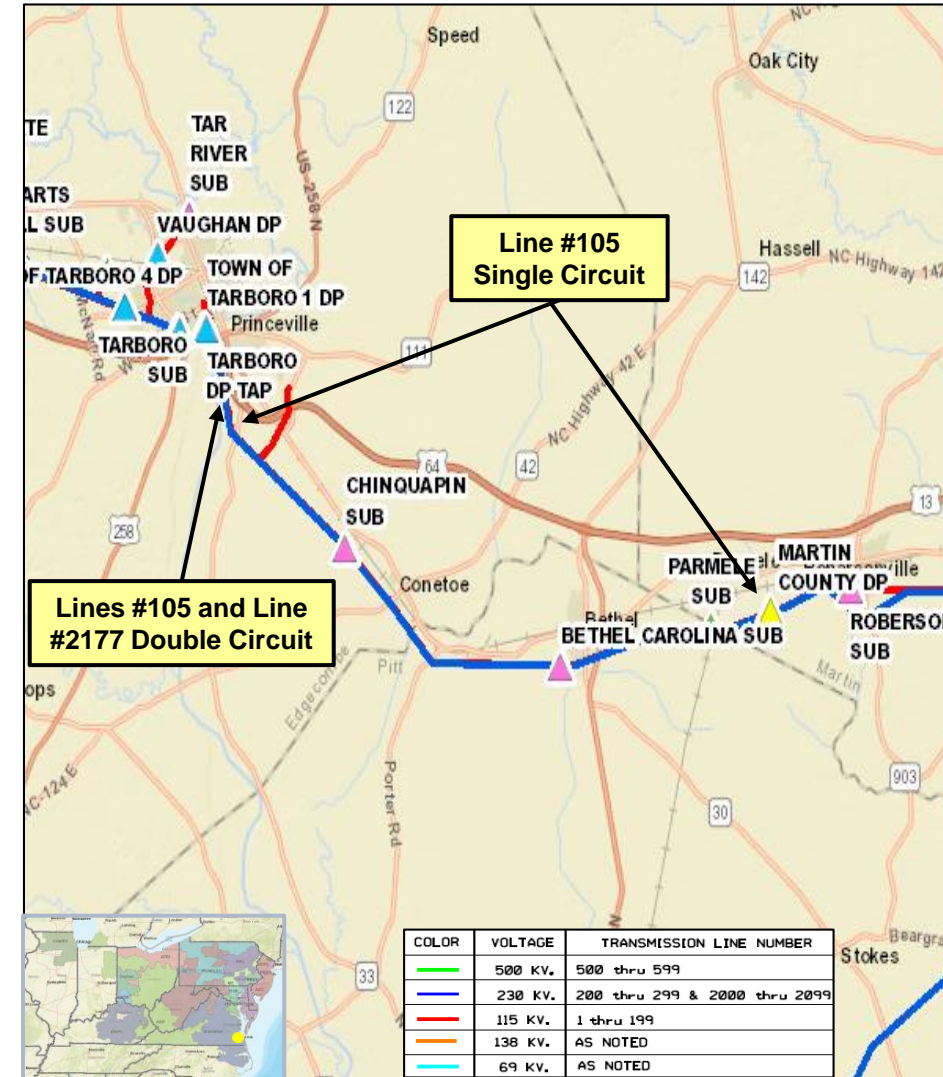 Speed
Oak City
122
TAR
RIVER
SUB
US-258 N
ARTS
L SUB
VAUGHAN DP
TARBORO 4 DP
TOWN OF
TARBORO 1 DP
Princeville
TARBORO
SUB
TARBORO
DP TAP
Line #105
Single Circuit
Hassell
NC Highway 142
142
111
NC Highway 42 E
64
42
13
258
CHINQUAPIN
SUB
Conetoe
Lines #105 and Line
#2177 Double Circuit
PARMELE
SUB
MARTIN
COUNTY DP
Bethel
BETHEL CAROLINA SUB
ROBERSO
SUB
Pitt
Edgecombe
Martin
ops
NC-124 E
Porter Rd
903
30
33
Stokes
COLOR VOLTAGE TRANSMISSION LINE NUMBER
500 KV. 500 thru 599
230 KV. 200 thru 299 & 2000 thru 2099
115 KV. 1 thru 199
138 KV. AS NOTED
69 KV. AS NOTED